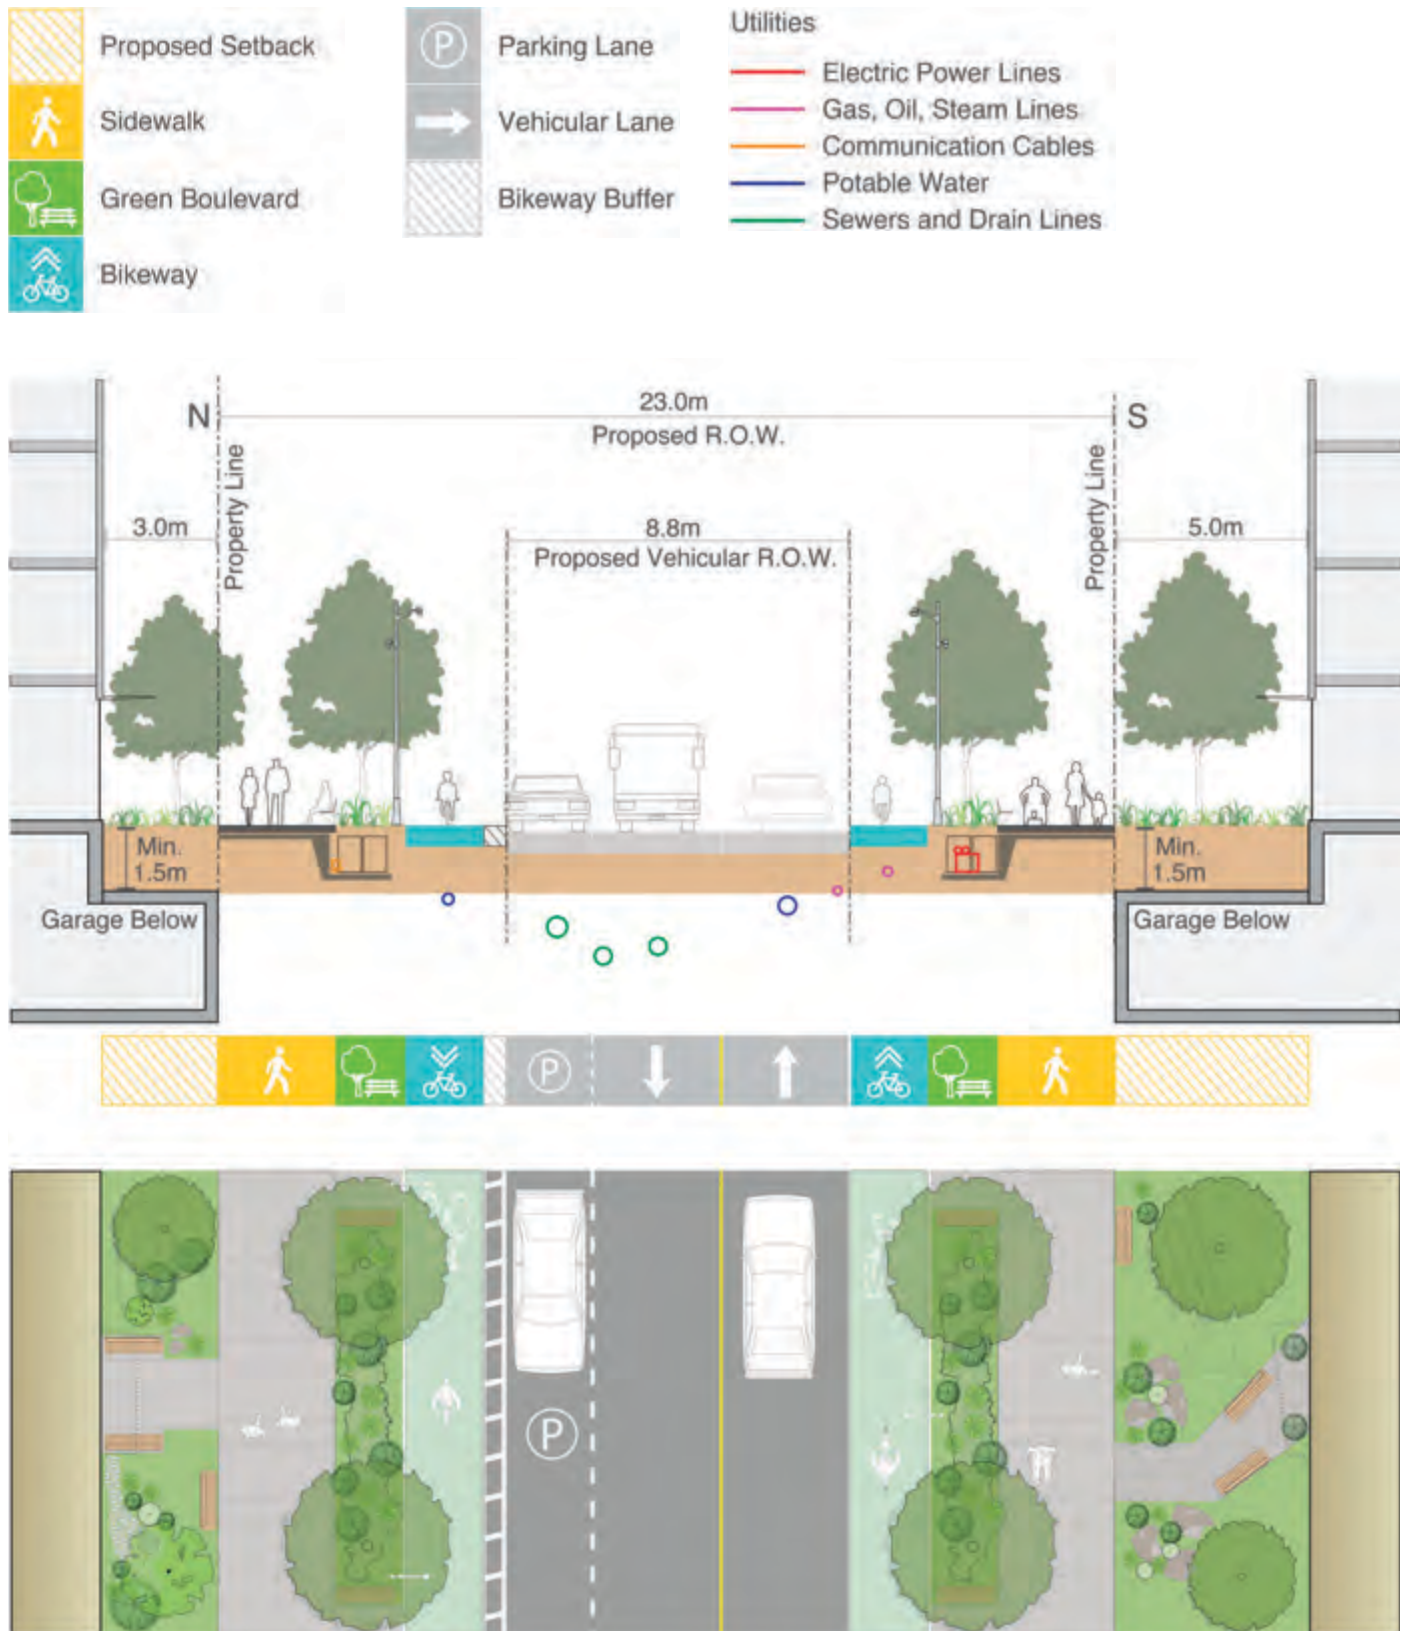 Proposed Setback
Sidewalk
Green Boulevard
Bikeway
P
Parking Lane
Vehicular Lane
Bikeway Buffer
Utilities
Electric Power Lines
Gas, Oil, Steam Lines
Communication Cables
Potable Water
Sewers and Drain Lines
N
23.0m
Proposed R.O.W.
S
Property Line
Property Line
3.0m
8.8m
Proposed Vehicular R.O.W.
5.0m
Min.
1.5m
Min.
1.5m
Garage Below
Garage Below
P
P